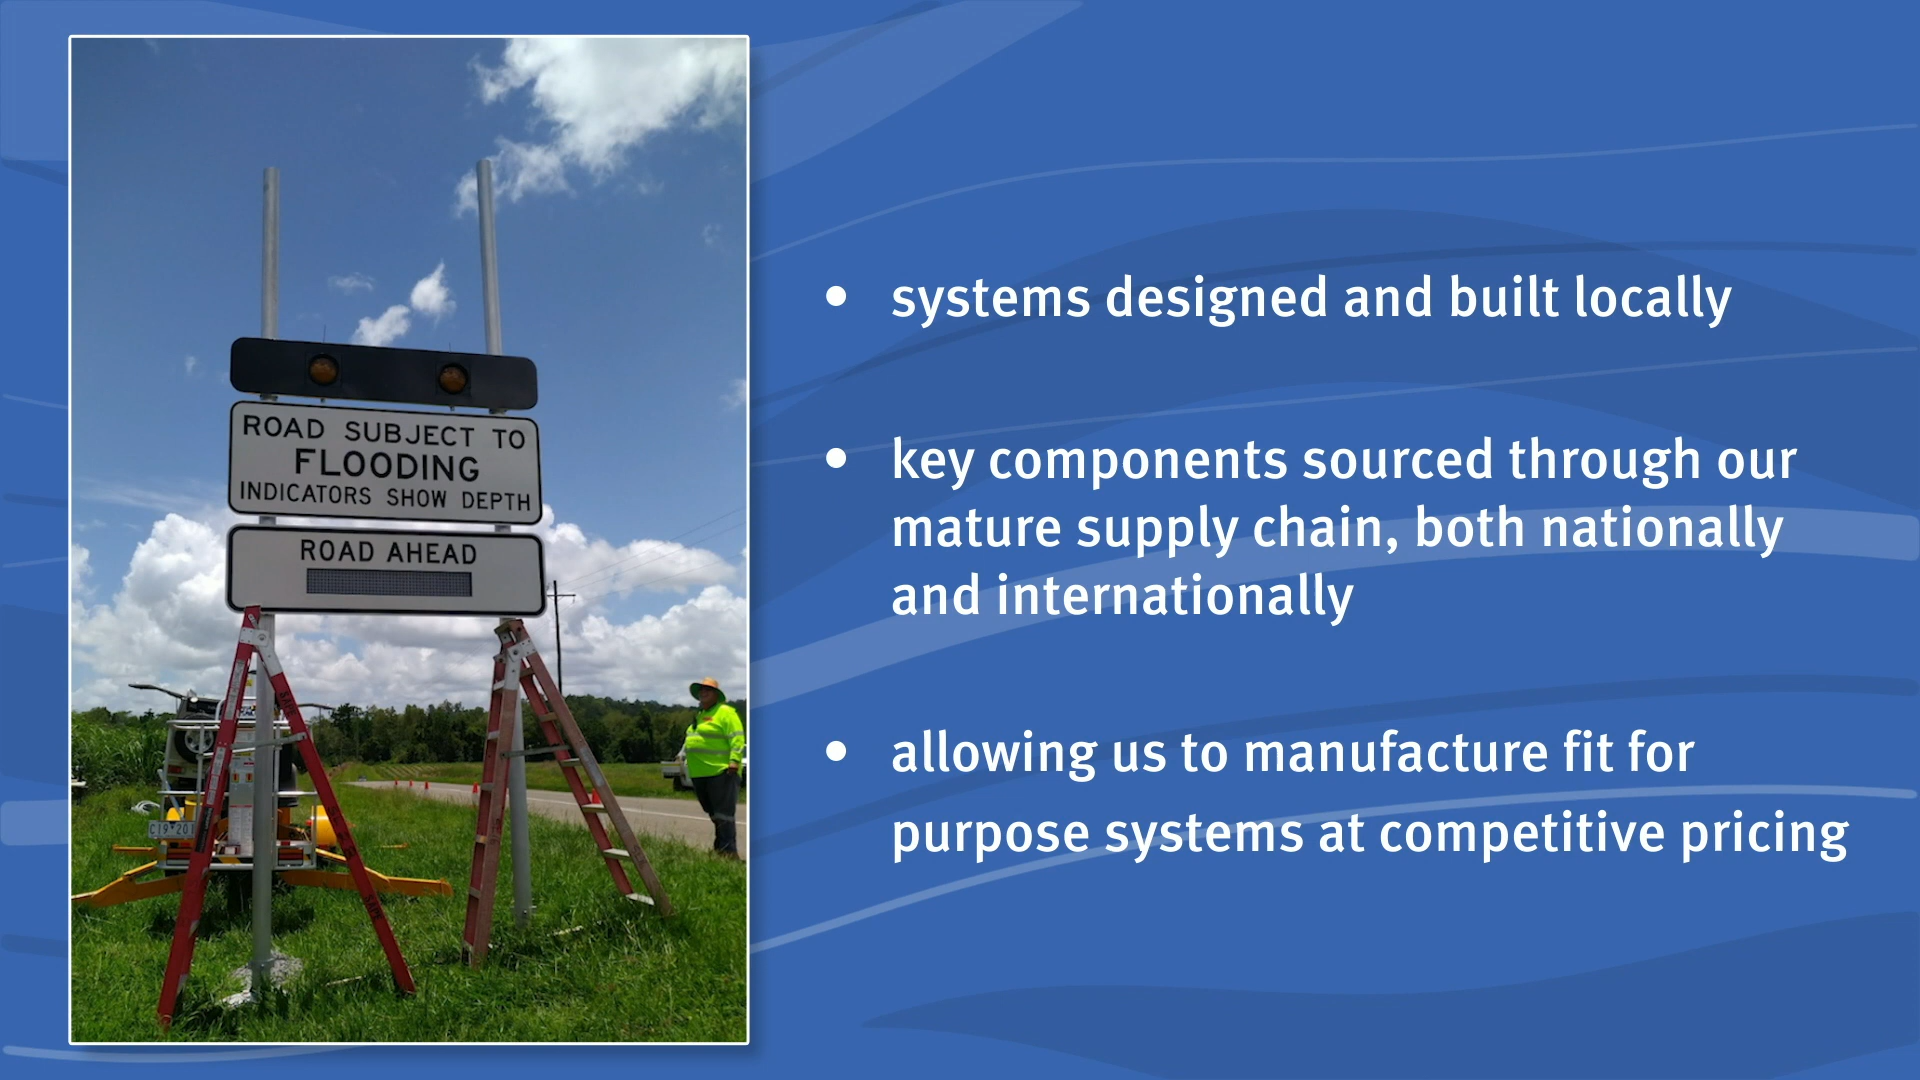 ROAD SUBJECT TO
FLOODING
INDICATORS SHOW DEPTH
ROAD AHEAD
• systems designed and built locally
• key components sourced through our
mature supply chain, both nationally
and internationally
• allowing us to manufacture fit for
purpose systems at competitive pricing